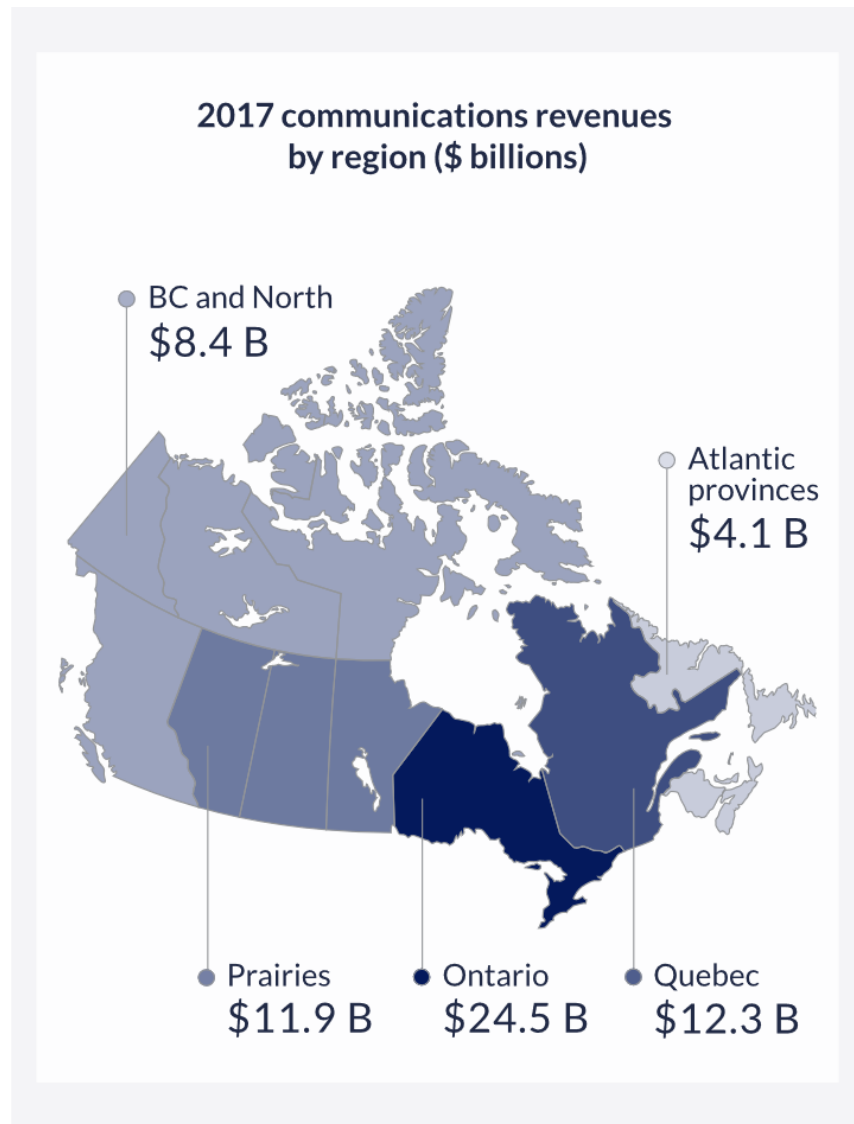 2017 communications revenues
by region ($ billions)
BC and North
$8.4 B
Atlantic
provinces
$4.1 B
Prairies
$11.9 B
Ontario
$24.5 B
Quebec
$12.3 B